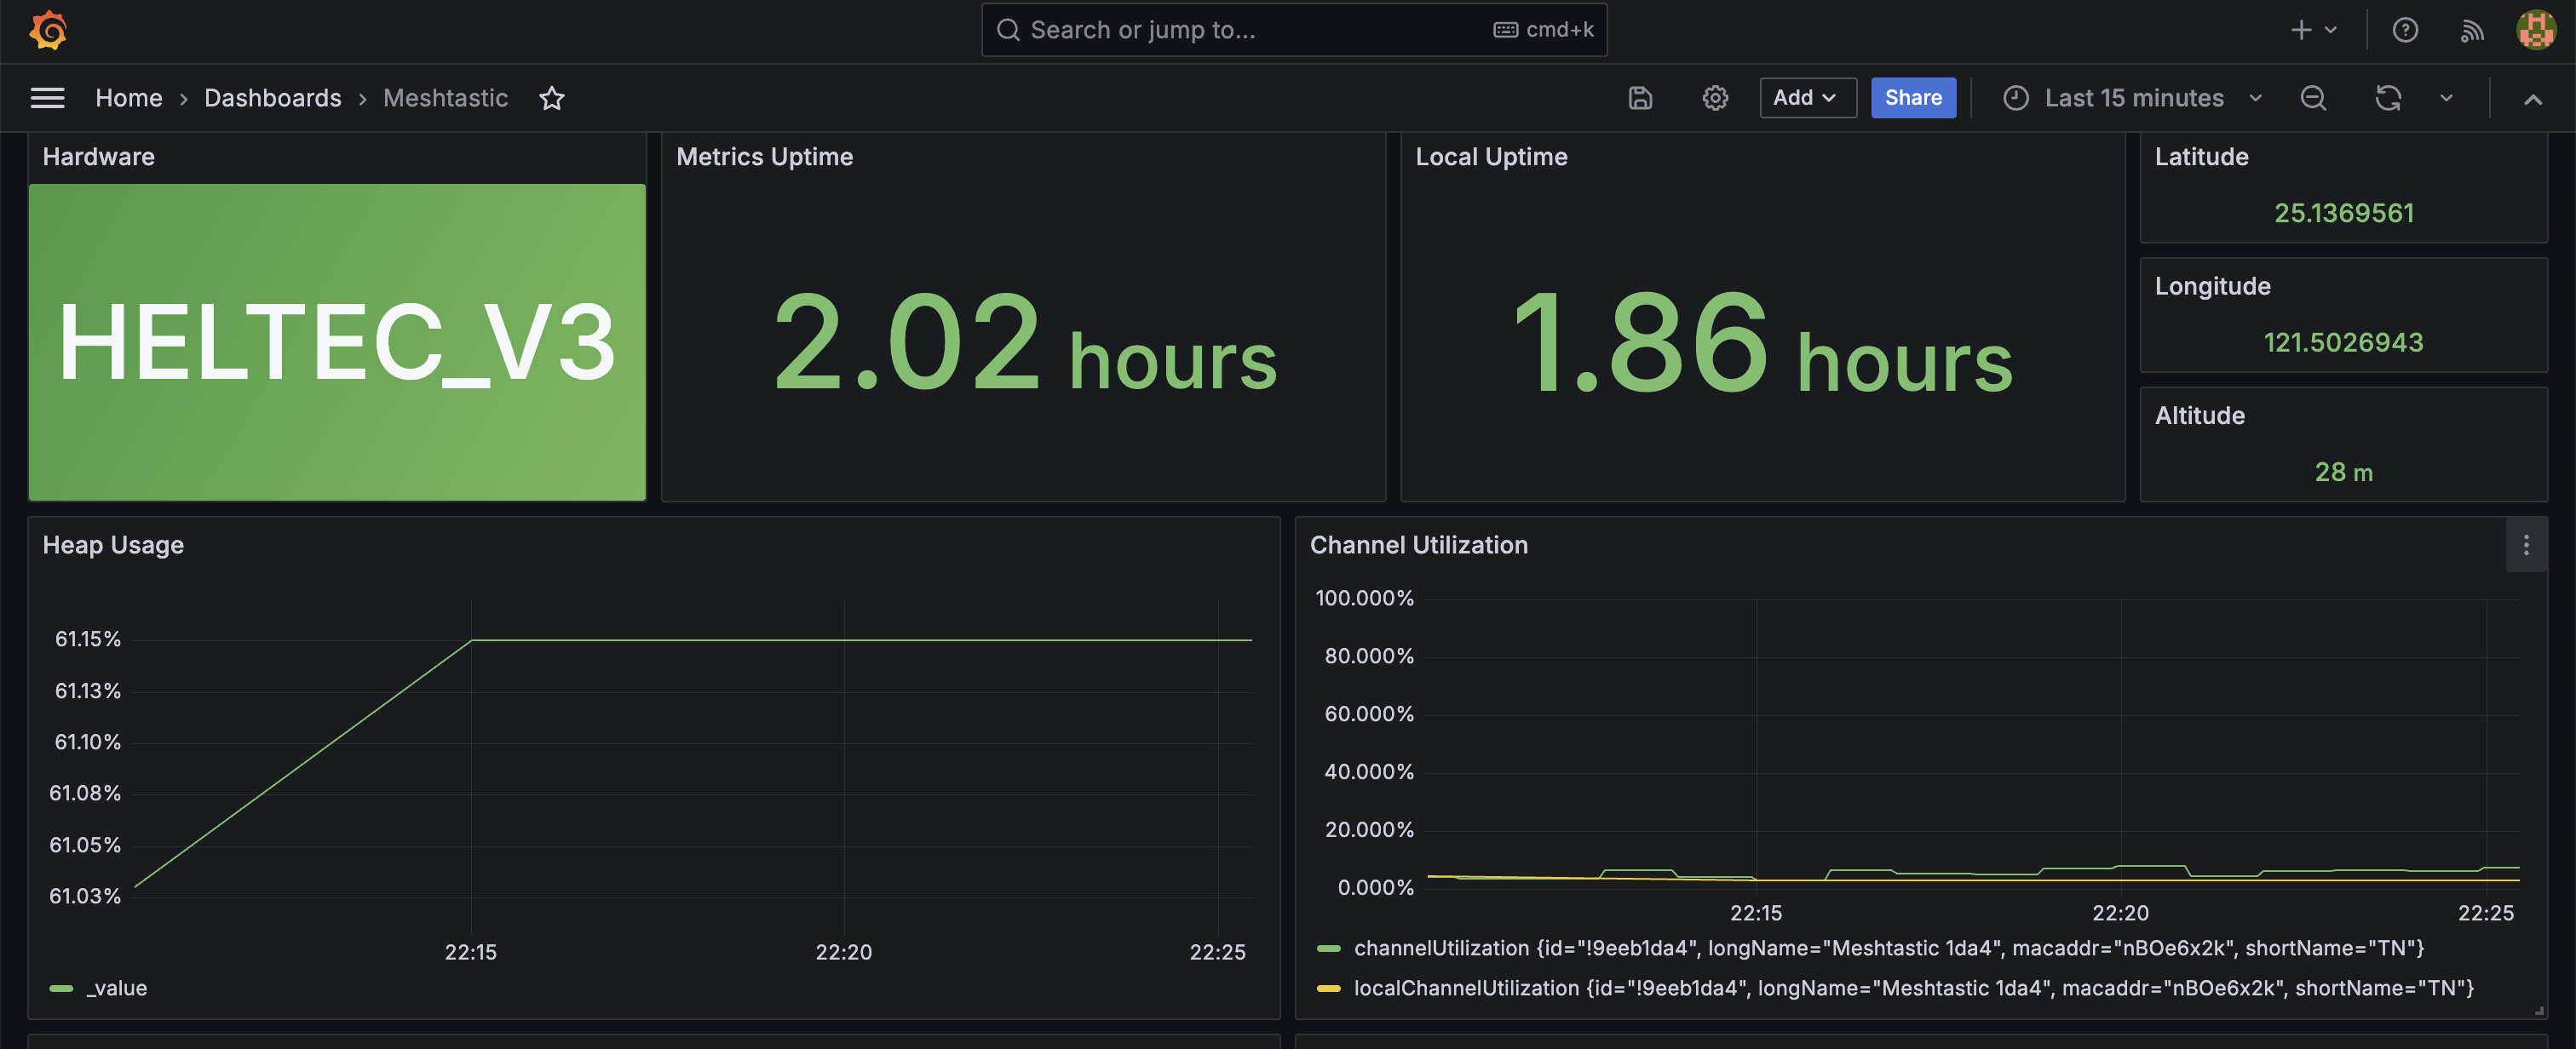 Search or jump to...
cmd+k
Home › Dashboards › Meshtastic
Add
Share
Last 15 minutes
Hardware
HELTEC_V3
Metrics Uptime
2.02 hours
Local Uptime
1.86 hours
Latitude
25.1369561
Longitude
121.5026943
Altitude
28 m
Heap Usage
61.15%
61.13%
61.10%
61.08%
61.05%
61.03%
22:15
22:20
22:25
_value
Channel Utilization
100.000%
80.000%
60.000%
40.000%
20.000%
0.000%
22:15
22:20
22:25
channelUtilization {id="!9eeb1da4", longName="Meshtastic 1da4", macaddr="nBOe6x2k", shortName="TN"}
localChannelUtilization {id="!9eeb1da4", longName="Meshtastic 1da4", macaddr="nBOe6x2k", shortName="TN"}